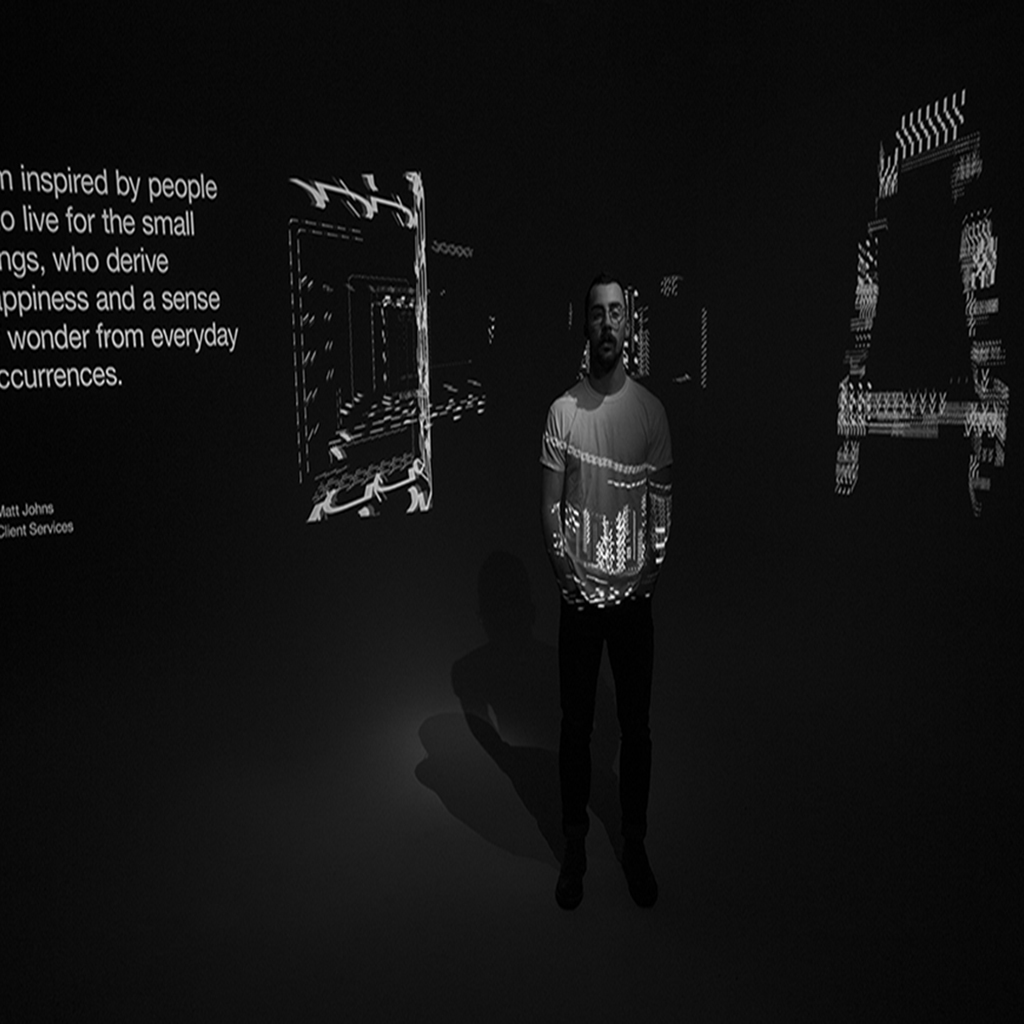 m inspired by people
o live for the small
ngs, who derive
appiness and a sense
wonder from everyday
ccurrences.
Matt Johns
Client Services